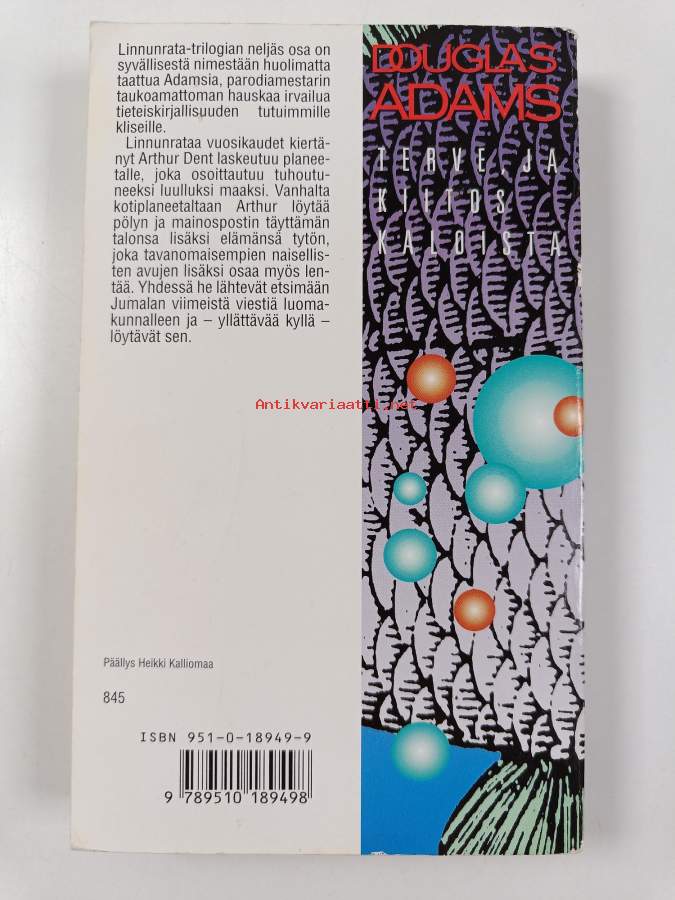 Linnunrata-trilogian neljäs osa on
syvällisestä nimestään huolimatta
taattua Adamsia, parodiamestarin
taukoamattoman hauskaa irvailua
tieteiskirjallisuuden tutuimmille
kliseille.
Linnunrataa vuosikaudet kiertä-
nyt Arthur Dent laskeutuu planee-
talle, joka osoittautuu tuhoutu-
neeksi luulluksi maaksi. Vanhalta
kotiplaneetaltaan Arthur löytää
pölyn ja mainospostin täyttämän
talonsa lisäksi elämänsä tytön,
joka tavanomaisempien naisellis-
ten avujen lisäksi osaa myös len-
tää. Yhdessä he lähtevät etsimään
Jumalan viimeistä viestiä luoma-
kunnalleen ja – yllättävää kyllä –
löytävät sen.
DOUGLAS
ADAMS
TERVE, JA
KIITOS
KALOISTA
Antikvariaatti.net
Päällys Heikki Kalliomaa
845
ISBN 951-0-18949-9
9 789510 189498